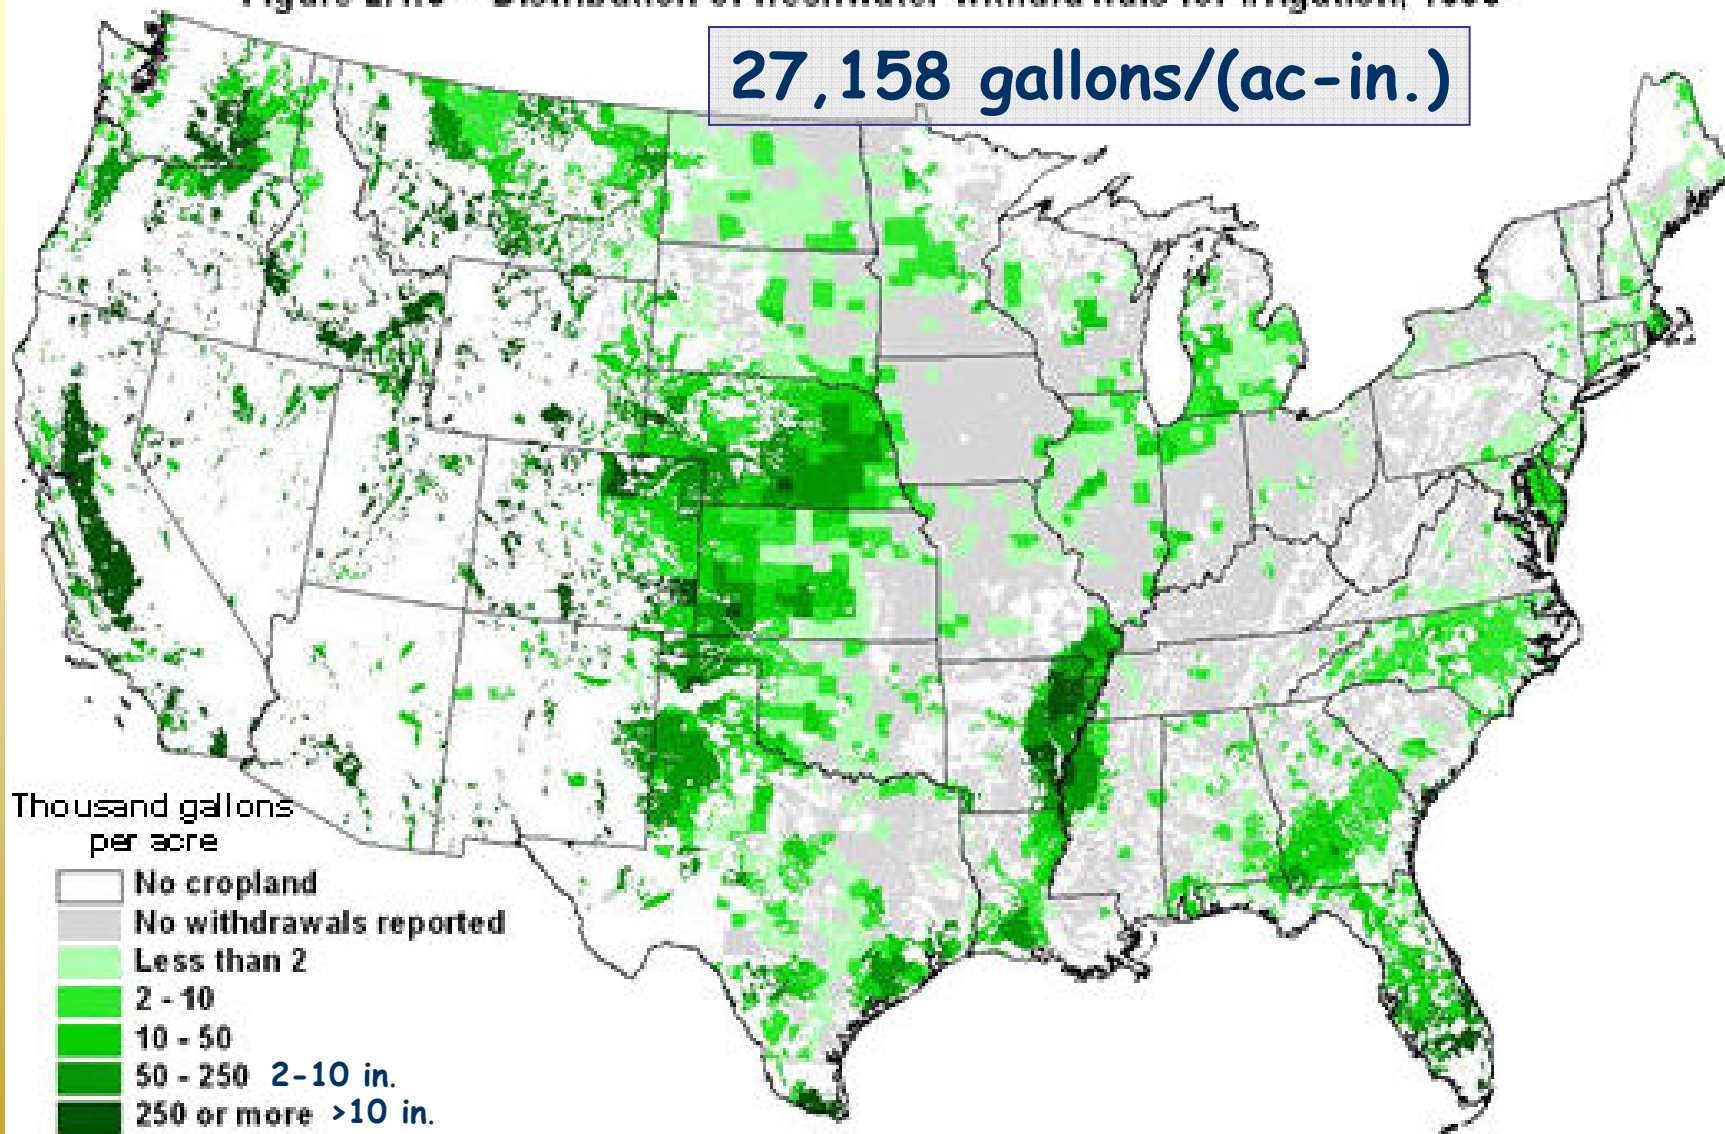 27,158 gallons/(ac-in.)
Thousand gallons
per acre
No cropland
No withdrawals reported
Less than 2
2 - 10
10 - 50
50 - 250 2-10 in.
250 or more >10 in.